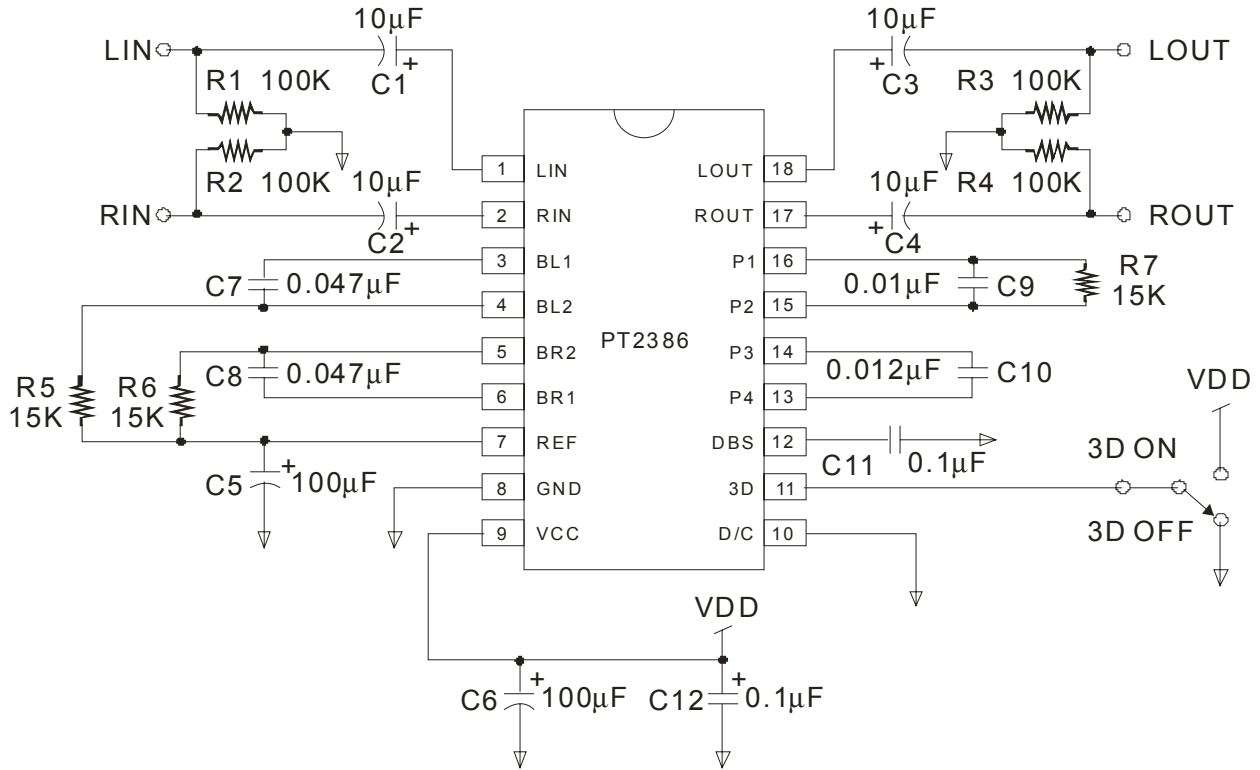 10µF
10µF
LIN
C1
C3
LOUT
R1 100K
R3 100K
R2 100K
R4 100K
10µF
10µF
RIN
C2
C4
ROUT
1 LIN
LOUT 18
2 RIN
ROUT 17
3 BL1
P1 16
C7 0.047µF
0.01µF C9
R7
15K
4 BL2
P2 15
PT2386
5 BR2
P3 14
C8 0.047µF
0.012µF C10
R5
15K
R6
15K
6 BR1
P4 13
VDD
7 REF
DBS 12
C11 0.1µF
3D ON
C5 100µF
8 GND
3D 11
3D OFF
9 VCC
D/C 10
VDD
C6 100µF
C12 0.1µF
+
+
+
+
+
+
+